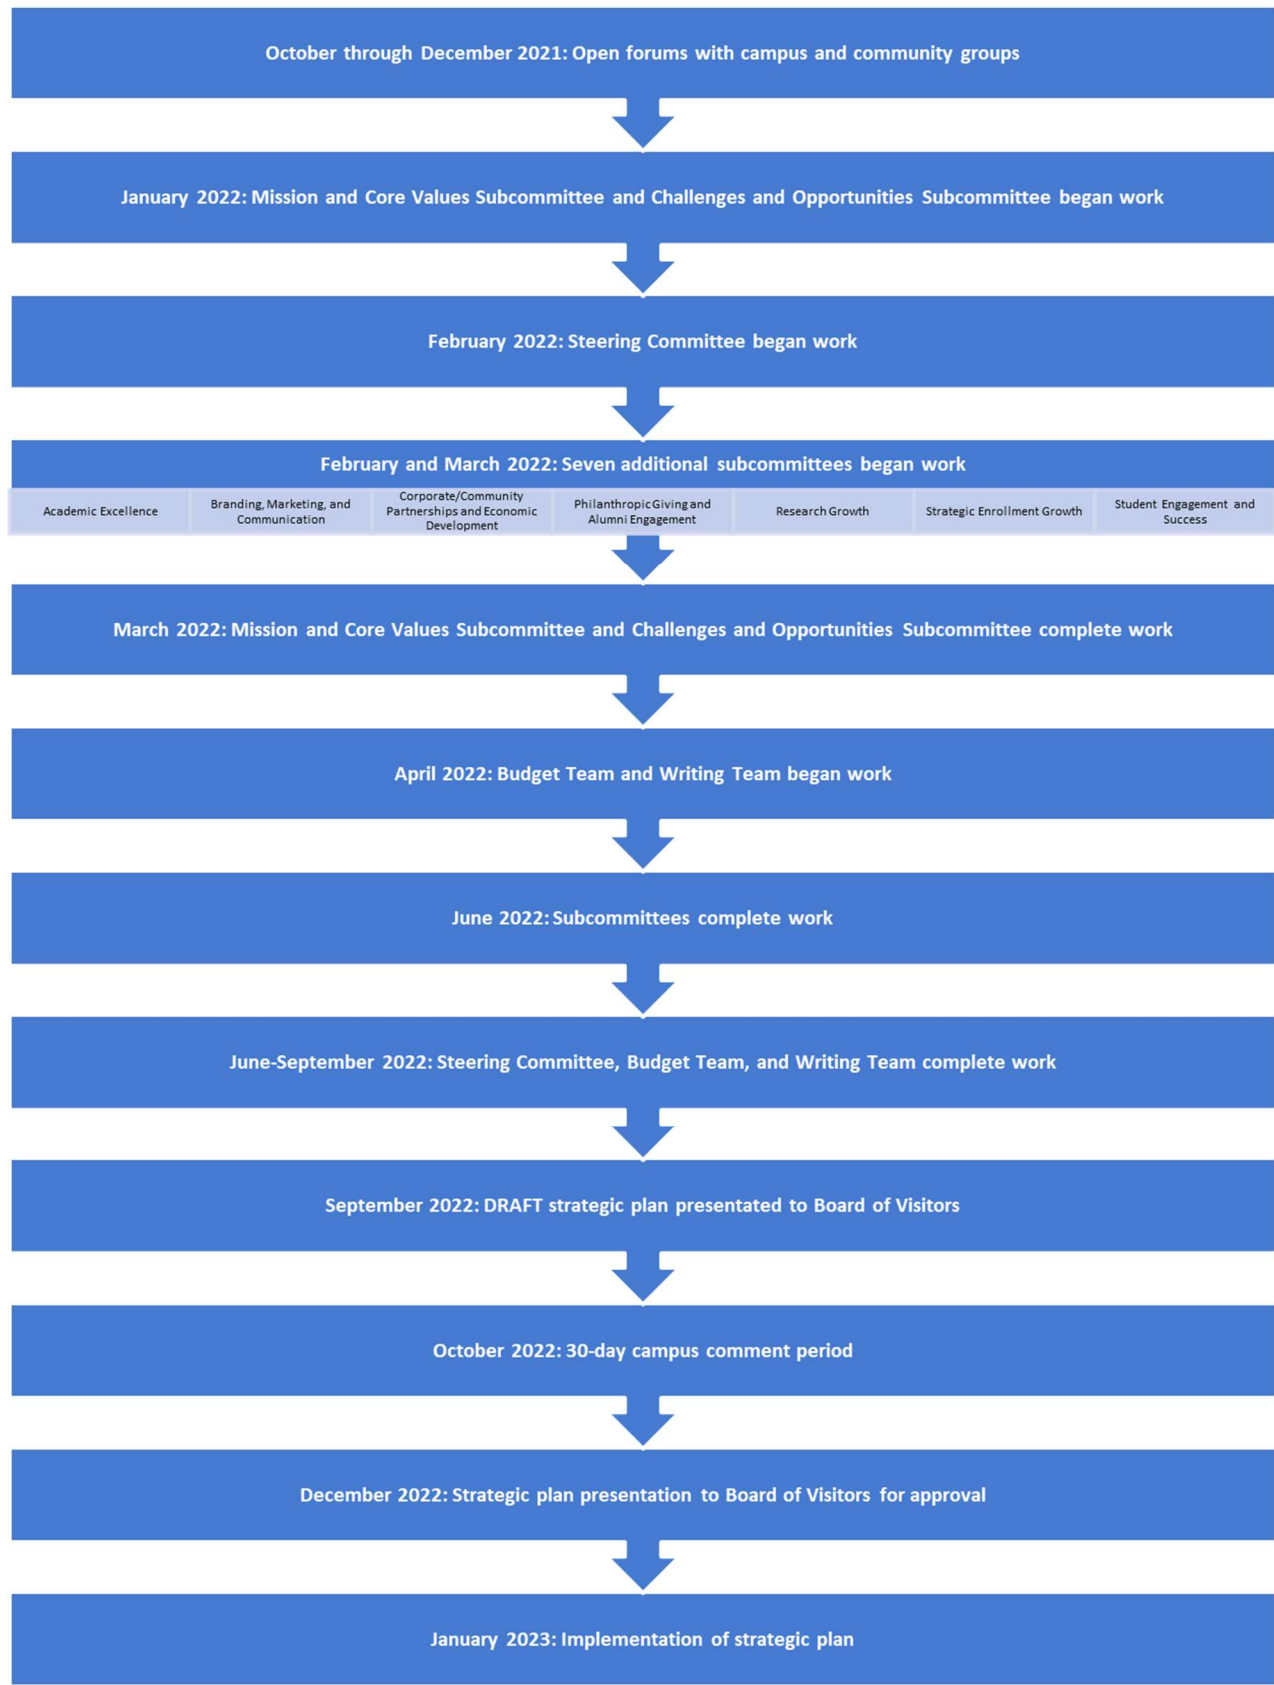 October through December 2021: Open forums with campus and community groups
January 2022: Mission and Core Values Subcommittee and Challenges and Opportunities Subcommittee began work
February 2022: Steering Committee began work
February and March 2022: Seven additional subcommittees began work
Academic Excellence
Branding, Marketing, and
Communication
Corporate/Community
Partnerships and Economic
Development
Philanthropic Giving and
Alumni Engagement
Research Growth
Strategic Enrollment Growth
Student Engagement and
Success
March 2022: Mission and Core Values Subcommittee and Challenges and Opportunities Subcommittee complete work
April 2022: Budget Team and Writing Team began work
June 2022: Subcommittees complete work
June-September 2022: Steering Committee, Budget Team, and Writing Team complete work
September 2022: DRAFT strategic plan presentated to Board of Visitors
October 2022: 30-day campus comment period
December 2022: Strategic plan presentation to Board of Visitors for approval
January 2023: Implementation of strategic plan